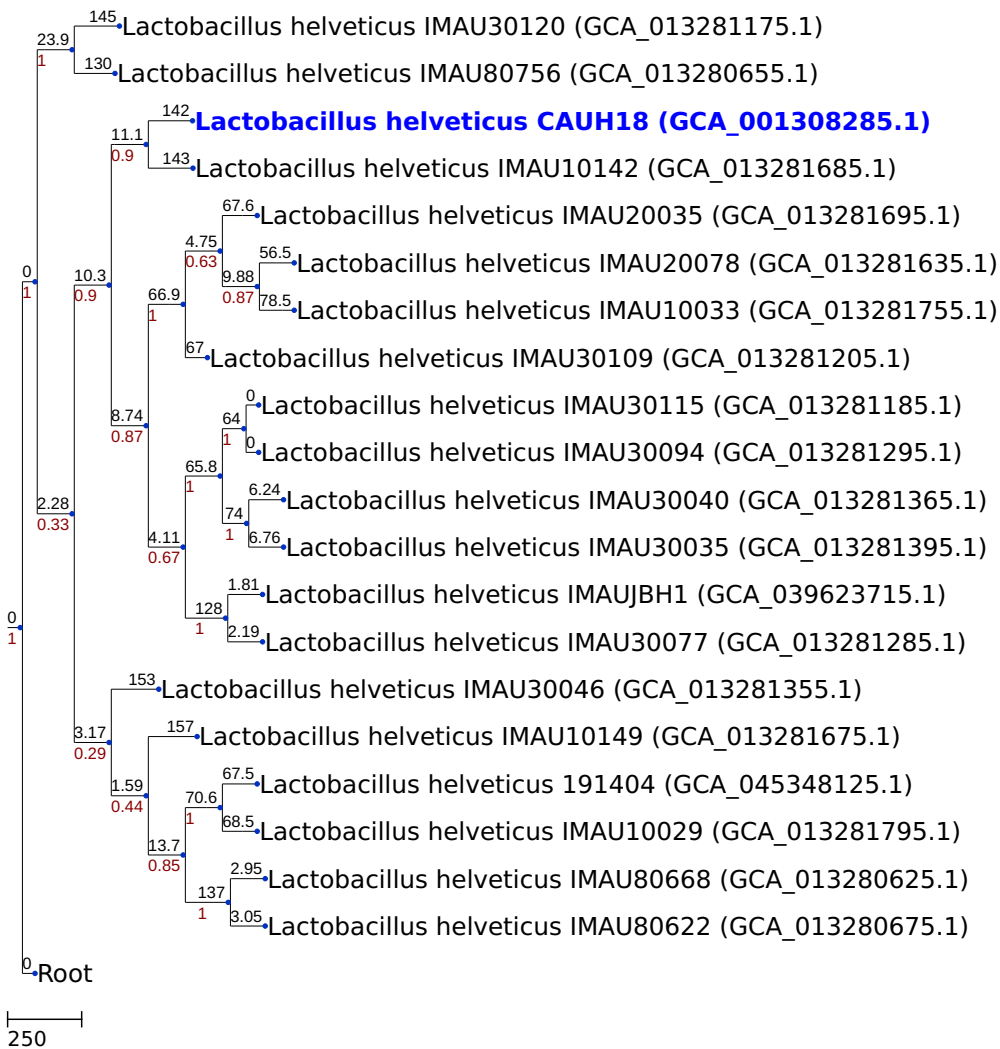 145
Lactobacillus helveticus IMAU30120 (GCA_013281175.1)
23.9
1
130
Lactobacillus helveticus IMAU80756 (GCA_013280655.1)
142
Lactobacillus helveticus CAUH18 (GCA_001308285.1)
11.1
0.9
143
Lactobacillus helveticus IMAU10142 (GCA_013281685.1)
67.6
Lactobacillus helveticus IMAU20035 (GCA_013281695.1)
4.75
0.63
56.5
Lactobacillus helveticus IMAU20078 (GCA_013281635.1)
0
1
10.3
0.9
9.88
0.87
78.5
Lactobacillus helveticus IMAU10033 (GCA_013281755.1)
66.9
1
67
Lactobacillus helveticus IMAU30109 (GCA_013281205.1)
0
Lactobacillus helveticus IMAU30115 (GCA_013281185.1)
8.74
0.87
64
1
0
Lactobacillus helveticus IMAU30094 (GCA_013281295.1)
65.8
1
6.24
Lactobacillus helveticus IMAU30040 (GCA_013281365.1)
2.28
0.33
74
1
4.11
0.67
6.76
Lactobacillus helveticus IMAU30035 (GCA_013281395.1)
1.81
Lactobacillus helveticus IMAUJBH1 (GCA_039623715.1)
0
1
128
1
2.19
Lactobacillus helveticus IMAU30077 (GCA_013281285.1)
153
Lactobacillus helveticus IMAU30046 (GCA_013281355.1)
3.17
0.29
157
Lactobacillus helveticus IMAU10149 (GCA_013281675.1)
1.59
0.44
67.5
Lactobacillus helveticus 191404 (GCA_045348125.1)
70.6
1
68.5
Lactobacillus helveticus IMAU10029 (GCA_013281795.1)
13.7
0.85
2.95
Lactobacillus helveticus IMAU80668 (GCA_013280625.1)
137
1
3.05
Lactobacillus helveticus IMAU80622 (GCA_013280675.1)
0
Root
250